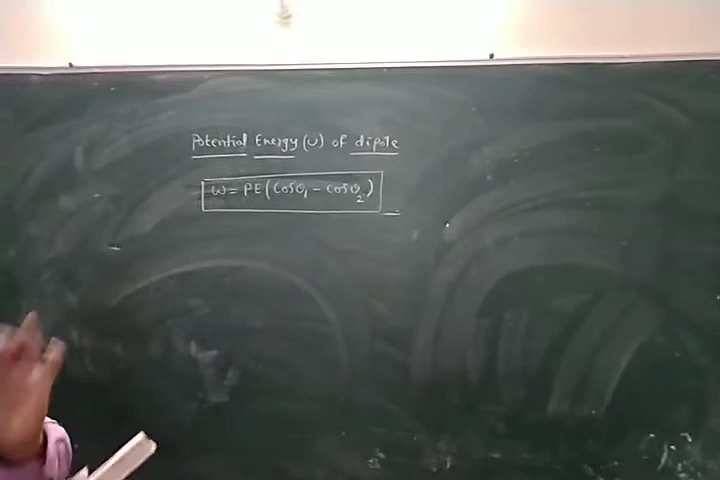 Potential Energy (U) of dipole
W = PE (Cosθ₁ - Cosθ₂)